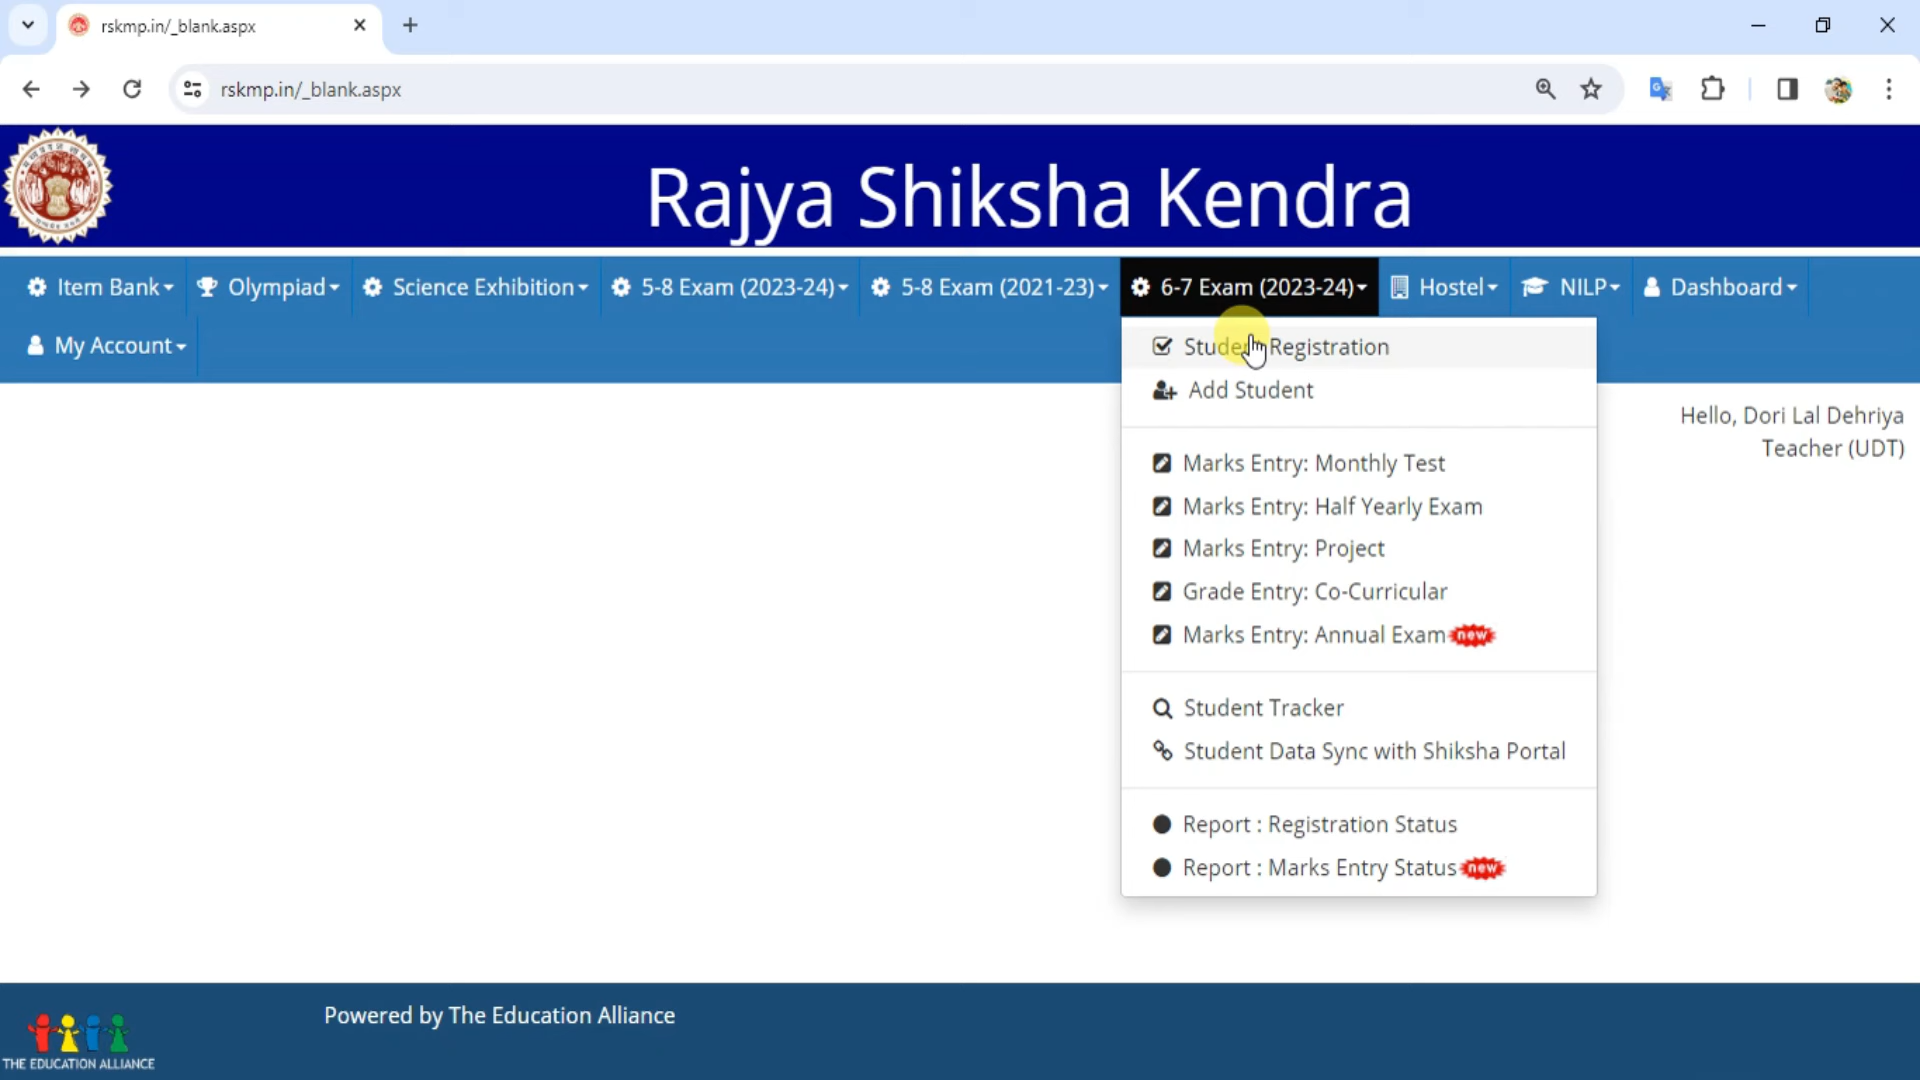 rskmp.in/_blank.aspx
rskmp.in/_blank.aspx
Rajya Shiksha Kendra
Item Bank Olympiad Science Exhibition 5-8 Exam (2023-24) 5-8 Exam (2021-23) 6-7 Exam (2023-24) Hostel NILP Dashboard
My Account
Student Registration
Add Student
Hello, Dori Lal Dehriya
Teacher (UDT)
Marks Entry: Monthly Test
Marks Entry: Half Yearly Exam
Marks Entry: Project
Grade Entry: Co-Curricular
Marks Entry: Annual Exam new
Student Tracker
Student Data Sync with Shiksha Portal
Report : Registration Status
Report : Marks Entry Status new
Powered by The Education Alliance
THE EDUCATION ALLIANCE